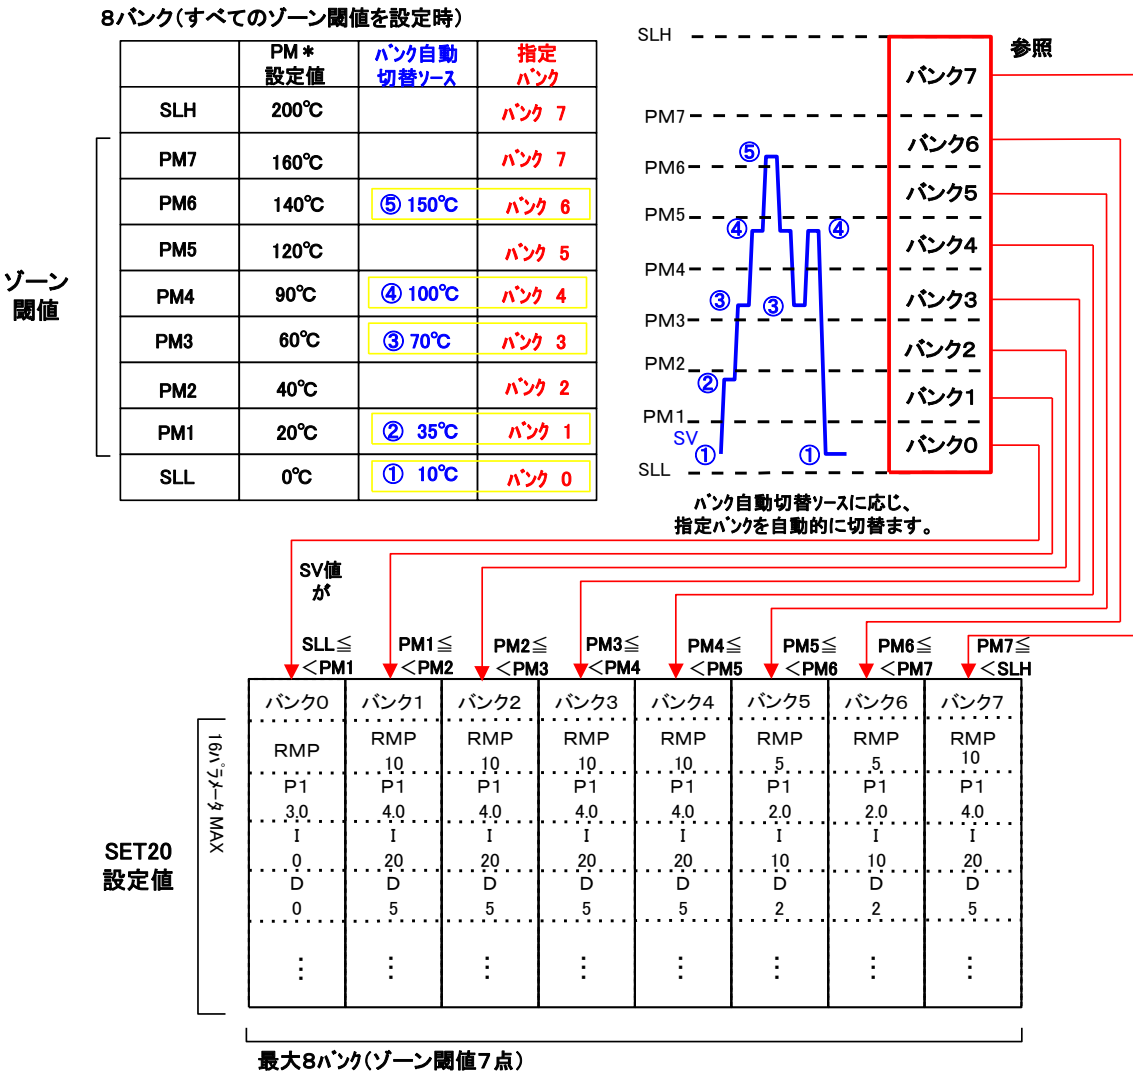 8バンク(すべてのゾーン閾値を設定時)
PM＊ 設定値 バンク自動 切替ソース 指定 バンク
SLH 200℃ バンク 7
PM7 160℃ バンク 7
PM6 140℃ ⑤ 150℃ バンク 6
PM5 120℃ バンク 5
PM4 90℃ ④ 100℃ バンク 4
PM3 60℃ ③ 70℃ バンク 3
PM2 40℃ バンク 2
PM1 20℃ ② 35℃ バンク 1
SLL 0℃ ① 10℃ バンク 0
ゾーン
閾値
SLH
PM7
PM6
PM5
PM4
PM3
PM2
PM1
SV
SLL
⑤
④ ④
③ ③
②
① ①
参照
バンク7
バンク6
バンク5
バンク4
バンク3
バンク2
バンク1
バンク0
バンク自動切替ソースに応じ、
指定バンクを自動的に切替ます。
SV値
が
SLL≦ PM1≦ PM2≦ PM3≦ PM4≦ PM5≦ PM6≦ PM7≦
＜PM1 ＜PM2 ＜PM3 ＜PM4 ＜PM5 ＜PM6 ＜PM7 ＜SLH
バンク0 バンク1 バンク2 バンク3 バンク4 バンク5 バンク6 バンク7
RMP RMP RMP RMP RMP RMP RMP RMP
10 10 10 10 5 5 10
P1 P1 P1 P1 P1 P1 P1 P1
3.0 4.0 4.0 4.0 4.0 2.0 2.0 4.0
I I I I I I I I
0 20 20 20 20 10 10 20
D D D D D D D D
0 5 5 5 5 2 2 5
⋮ ⋮ ⋮ ⋮ ⋮ ⋮ ⋮ ⋮
16パラメータ MAX
SET20
設定値
最大8バンク(ゾーン閾値7点)